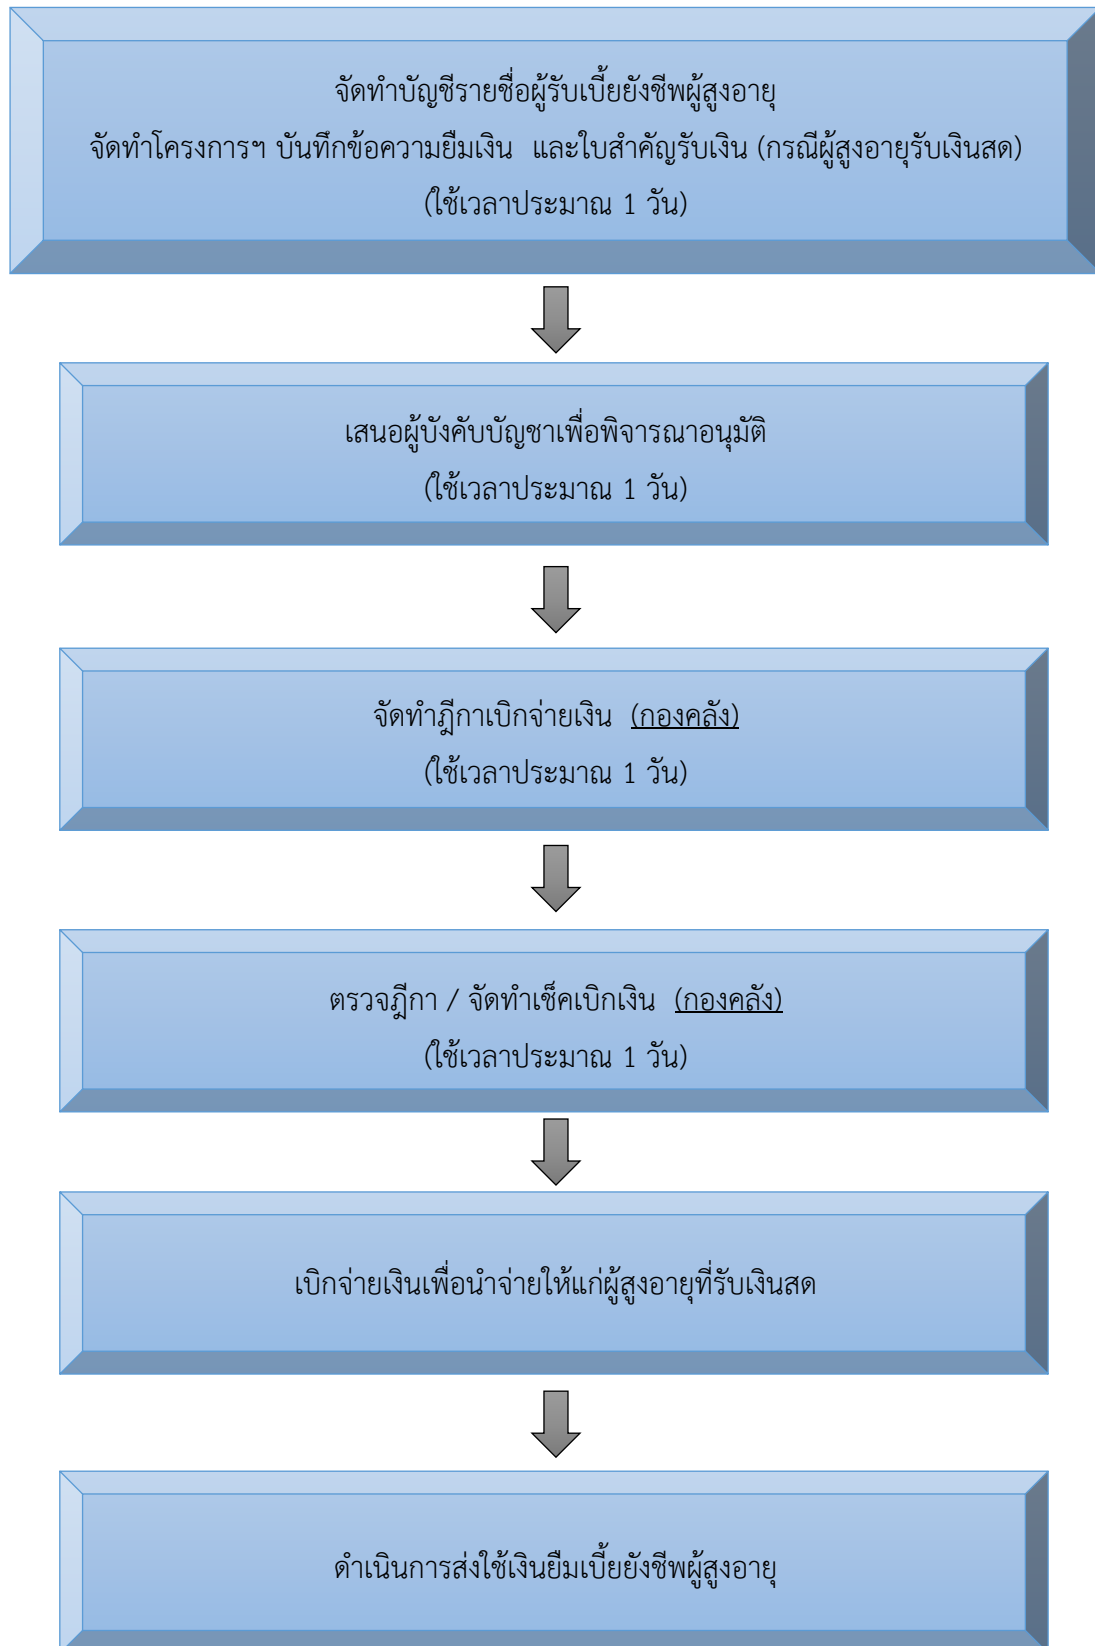 จัดทำบัญชีรายชื่อผู้รับเบี้ยยังชีพผู้สูงอายุ
จัดทำโครงการฯ บันทึกข้อความยืมเงิน และใบสำคัญรับเงิน (กรณีผู้สูงอายุรับเงินสด)
(ใช้เวลาประมาณ 1 วัน)
เสนอผู้บังคับบัญชาเพื่อพิจารณาอนุมัติ
(ใช้เวลาประมาณ 1 วัน)
จัดทำฎีกาเบิกจ่ายเงิน (กองคลัง)
(ใช้เวลาประมาณ 1 วัน)
ตรวจฎีกา / จัดทำเช็คเบิกเงิน (กองคลัง)
(ใช้เวลาประมาณ 1 วัน)
เบิกจ่ายเงินเพื่อนำจ่ายให้แก่ผู้สูงอายุที่รับเงินสด
ดำเนินการส่งใช้เงินยืมเบี้ยยังชีพผู้สูงอายุ